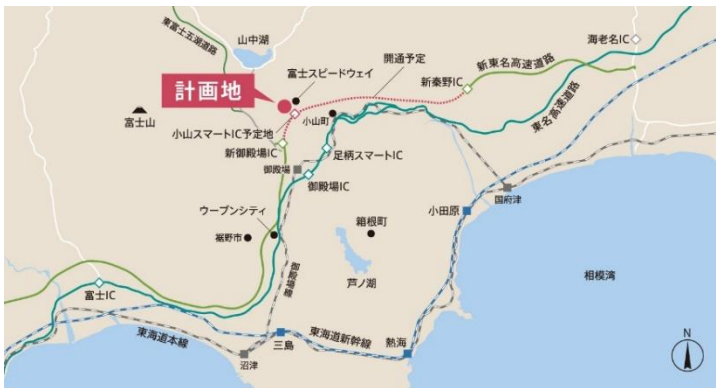 東富士五湖道路
山中湖
海老名IC
開通予定
新東名高速道路
富士スピードウェイ
新秦野IC
計画地
東名高速道路
富士山
小山町
小山スマートIC予定地
新御殿場IC
足柄スマートIC
御殿場
御殿場IC
国府津
ウーブンシティ
小田原
箱根町
裾野市
御殿場線
芦ノ湖
相模湾
富士IC
東海道本線
三島
東海道新幹線
熱海
沼津
N